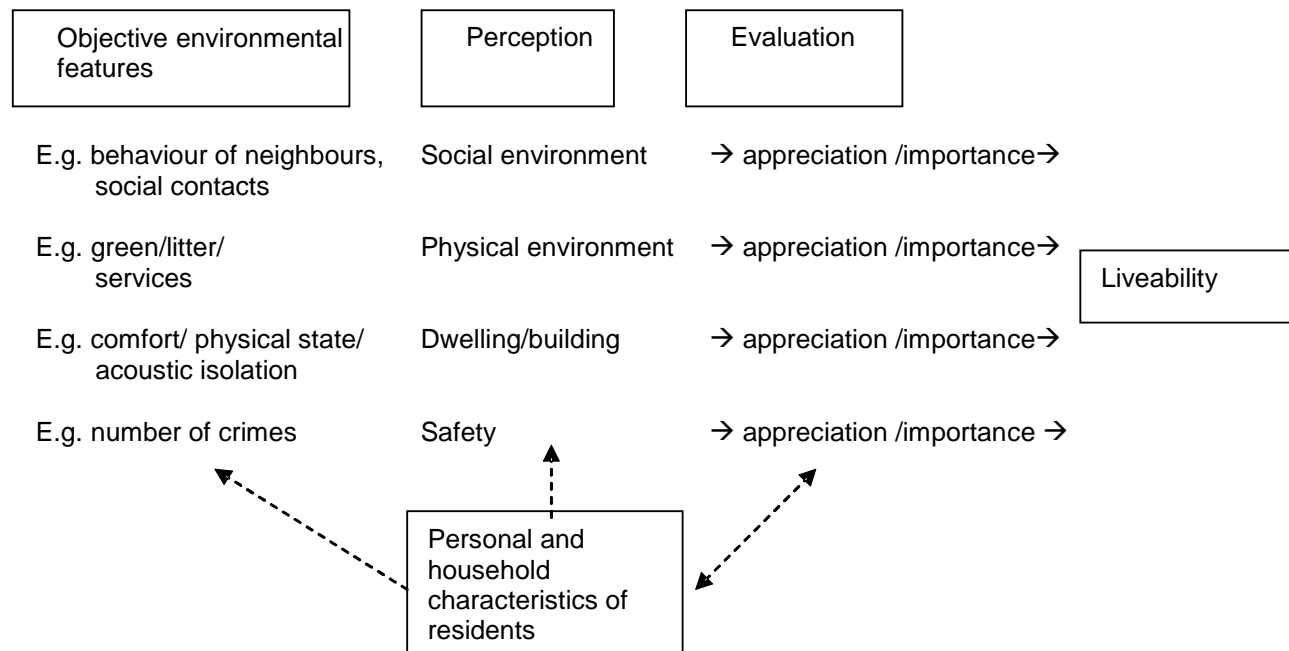 Objective environmental
features
Perception
Evaluation
E.g. behaviour of neighbours,
social contacts
Social environment
→ appreciation /importance→
E.g. green/litter/
services
Physical environment
→ appreciation /importance→
Liveability
E.g. comfort/ physical state/
acoustic isolation
Dwelling/building
→ appreciation /importance→
E.g. number of crimes
Safety
→ appreciation /importance →
Personal and
household
characteristics of
residents